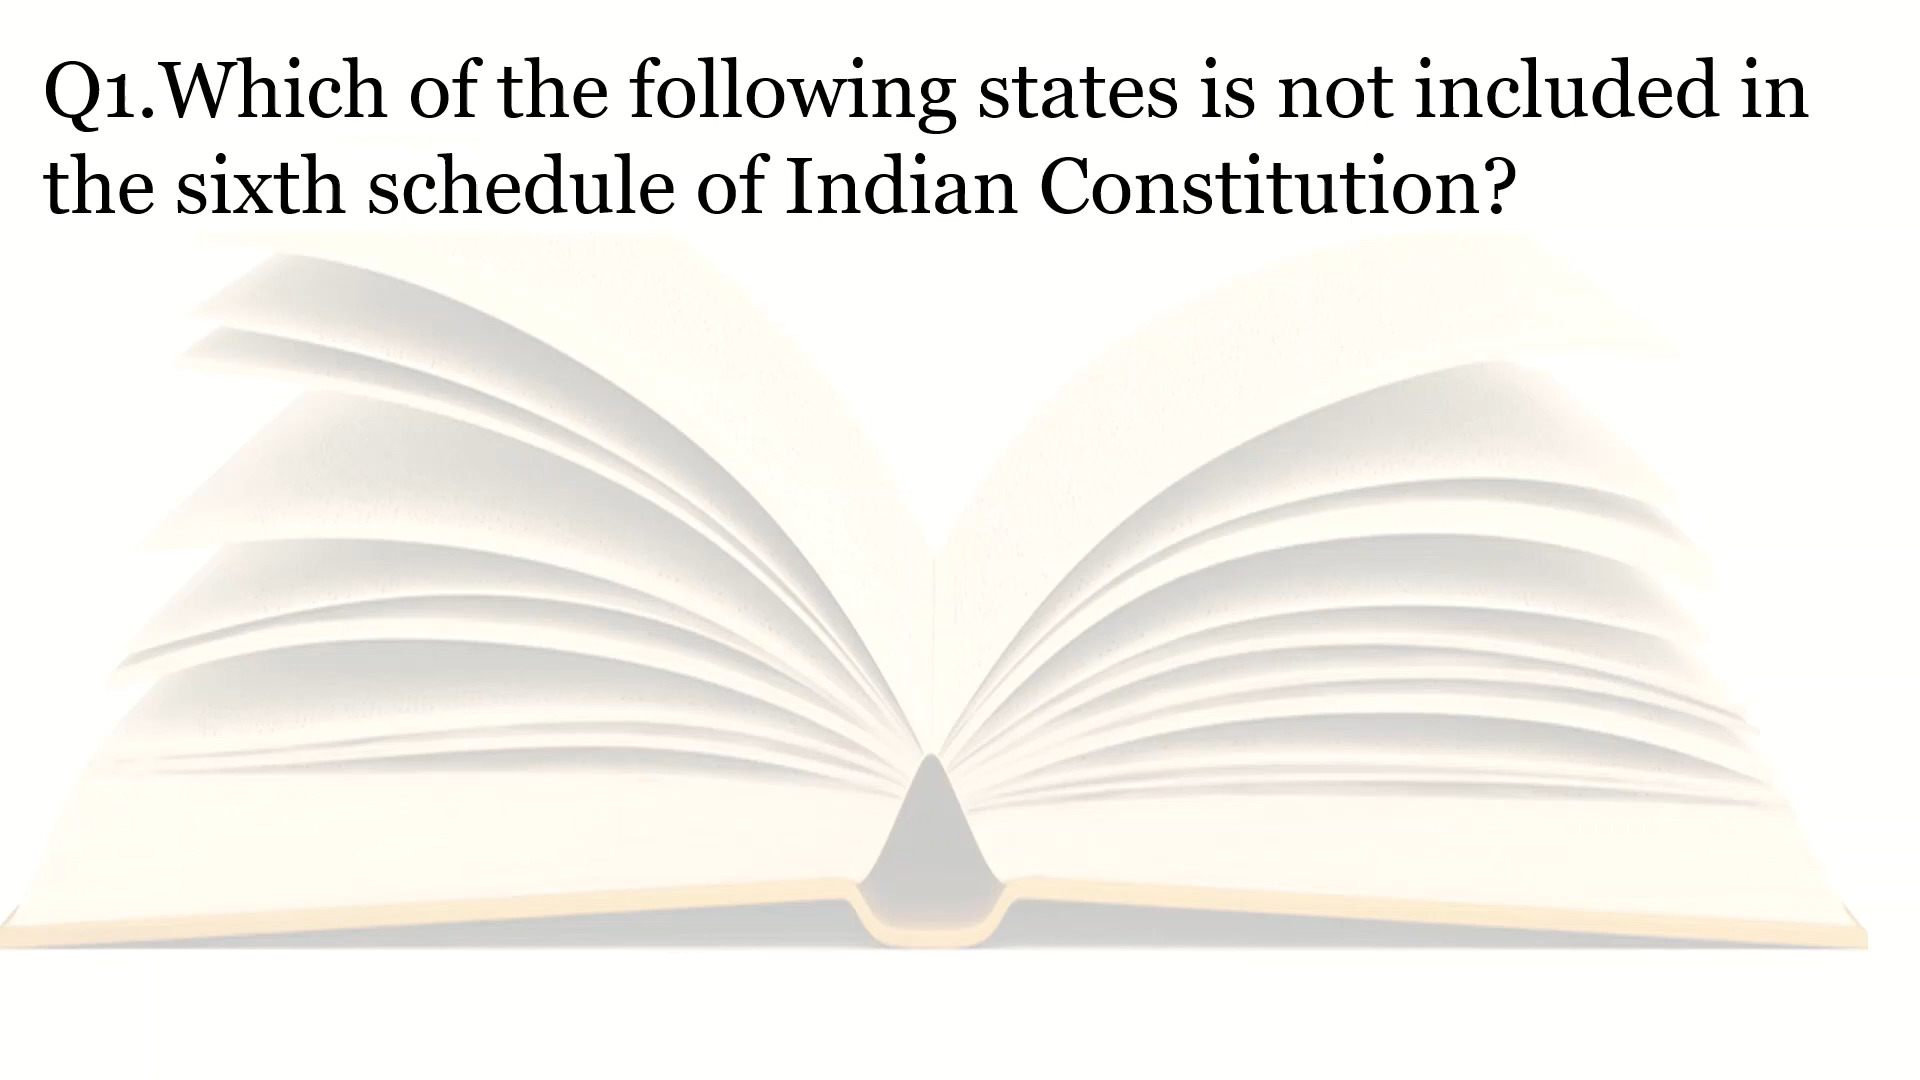 Q1.Which of the following states is not included in
the sixth schedule of Indian Constitution?